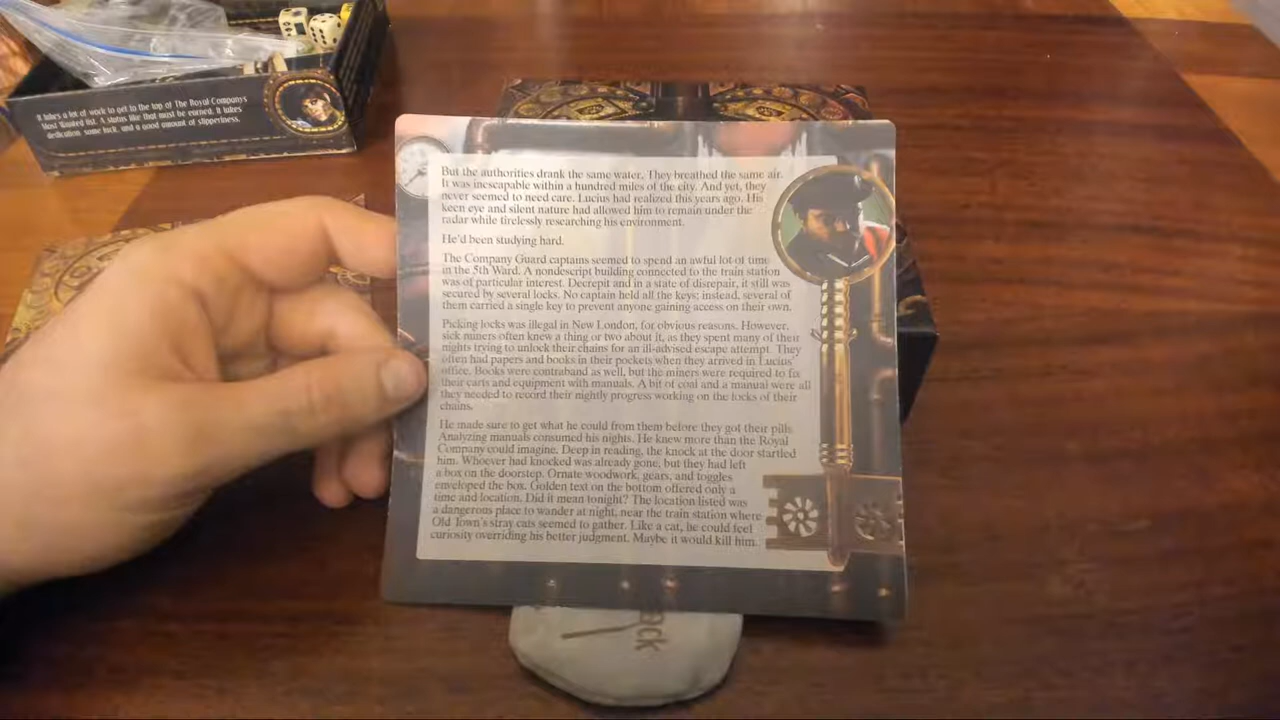 It takes a lot of work to get to the top of The Royal Company's
Most Wanted list. A status like that must be earned. It takes
dedication, some luck, and a good amount of slipperiness.
But the authorities drank the same water. They breathed the same air.
It was inescapable within a hundred miles of the city. And yet, they
never seemed to need care. Lucius had realized this years ago. His
keen eye and silent nature had allowed him to remain under the
radar while tirelessly researching his environment.
He'd been studying hard.
The Company Guard captains seemed to spend an awful lot of time
in the 5th Ward. A nondescript building connected to the train station
was of particular interest. Decrepit and in a state of disrepair, it still was
secured by several locks. No captain held all the keys; instead, several of
them carried a single key to prevent anyone gaining access on their own.
Picking locks was illegal in New London, for obvious reasons. However,
sick miners often knew a thing or two about it, as they spent many of their
nights trying to unlock their chains for an ill-advised escape attempt. They
often had papers and books in their pockets when they arrived in Lucius'
office. Books were contraband as well, but the miners were required to fix
their carts and equipment with manuals. A bit of coal and a manual were all
they needed to record their nightly progress working on the locks of their
chains.
He made sure to get what he could from them before they got their pills.
Analyzing manuals consumed his nights. He knew more than the Royal
Company could imagine. Deep in reading, the knock at the door startled
him. Whoever had knocked was already gone, but they had left
a box on the doorstep. Ornate woodwork, gears, and toggles
enveloped the box. Golden text on the bottom offered only a
time and location. Did it mean tonight? The location listed was
a dangerous place to wander at night, near the train station where
Old Town's stray cats seemed to gather. Like a cat, he could feel
curiosity overriding his better judgment. Maybe it would kill him.